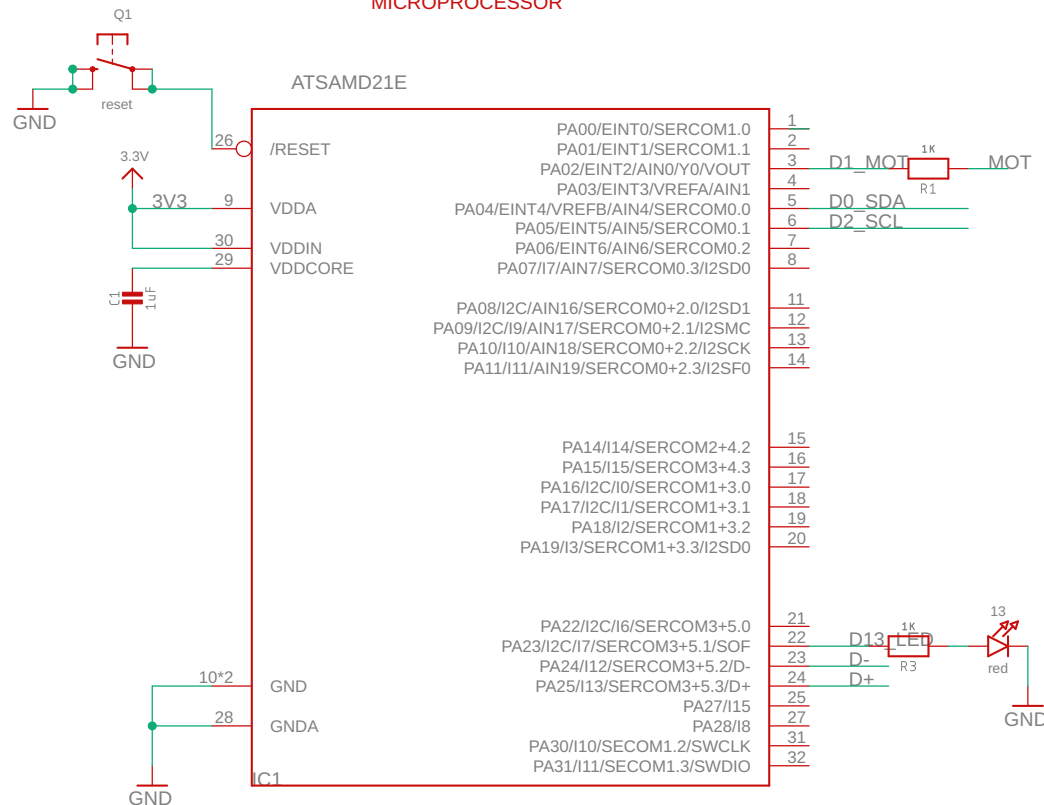 MICROPROCESSOR
Q1
reset
GND
ATSAMD21E
26
/RESET
3.3V
3V3
9
VDDA
30
VDDIN
29
VDDCORE
C1
1uF
GND
10*2
GND
28
GNDA
GND
IC1
PA00/EINT0/SERCOM1.0
1
PA01/EINT1/SERCOM1.1
2
PA02/EINT2/AIN0/Y0/VOUT
3
D1_MOT
1K
R1
MOT
PA03/EINT3/VREFA/AIN1
4
PA04/EINT4/VREFB/AIN4/SERCOM0.0
5
D0_SDA
PA05/EINT5/AIN5/SERCOM0.1
6
D2_SCL
PA06/EINT6/AIN6/SERCOM0.2
7
PA07/I7/AIN7/SERCOM0.3/I2SD0
8
PA08/I2C/AIN16/SERCOM0+2.0/I2SD1
11
PA09/I2C/I9/AIN17/SERCOM0+2.1/I2SMC
12
PA10/I10/AIN18/SERCOM0+2.2/I2SCK
13
PA11/I11/AIN19/SERCOM0+2.3/I2SF0
14
PA14/I14/SERCOM2+4.2
15
PA15/I15/SERCOM3+4.3
16
PA16/I2C/I0/SERCOM1+3.0
17
PA17/I2C/I1/SERCOM1+3.1
18
PA18/I2/SERCOM1+3.2
19
PA19/I3/SERCOM1+3.3/I2SD0
20
PA22/I2C/I6/SERCOM3+5.0
21
PA23/I2C/I7/SERCOM3+5.1/SOF
22
D13_LED
1K
R3
13
red
GND
PA24/I12/SERCOM3+5.2/D-
23
D-
PA25/I13/SERCOM3+5.3/D+
24
D+
PA27/I15
25
PA28/I8
27
PA30/I10/SECOM1.2/SWCLK
31
PA31/I11/SECOM1.3/SWDIO
32